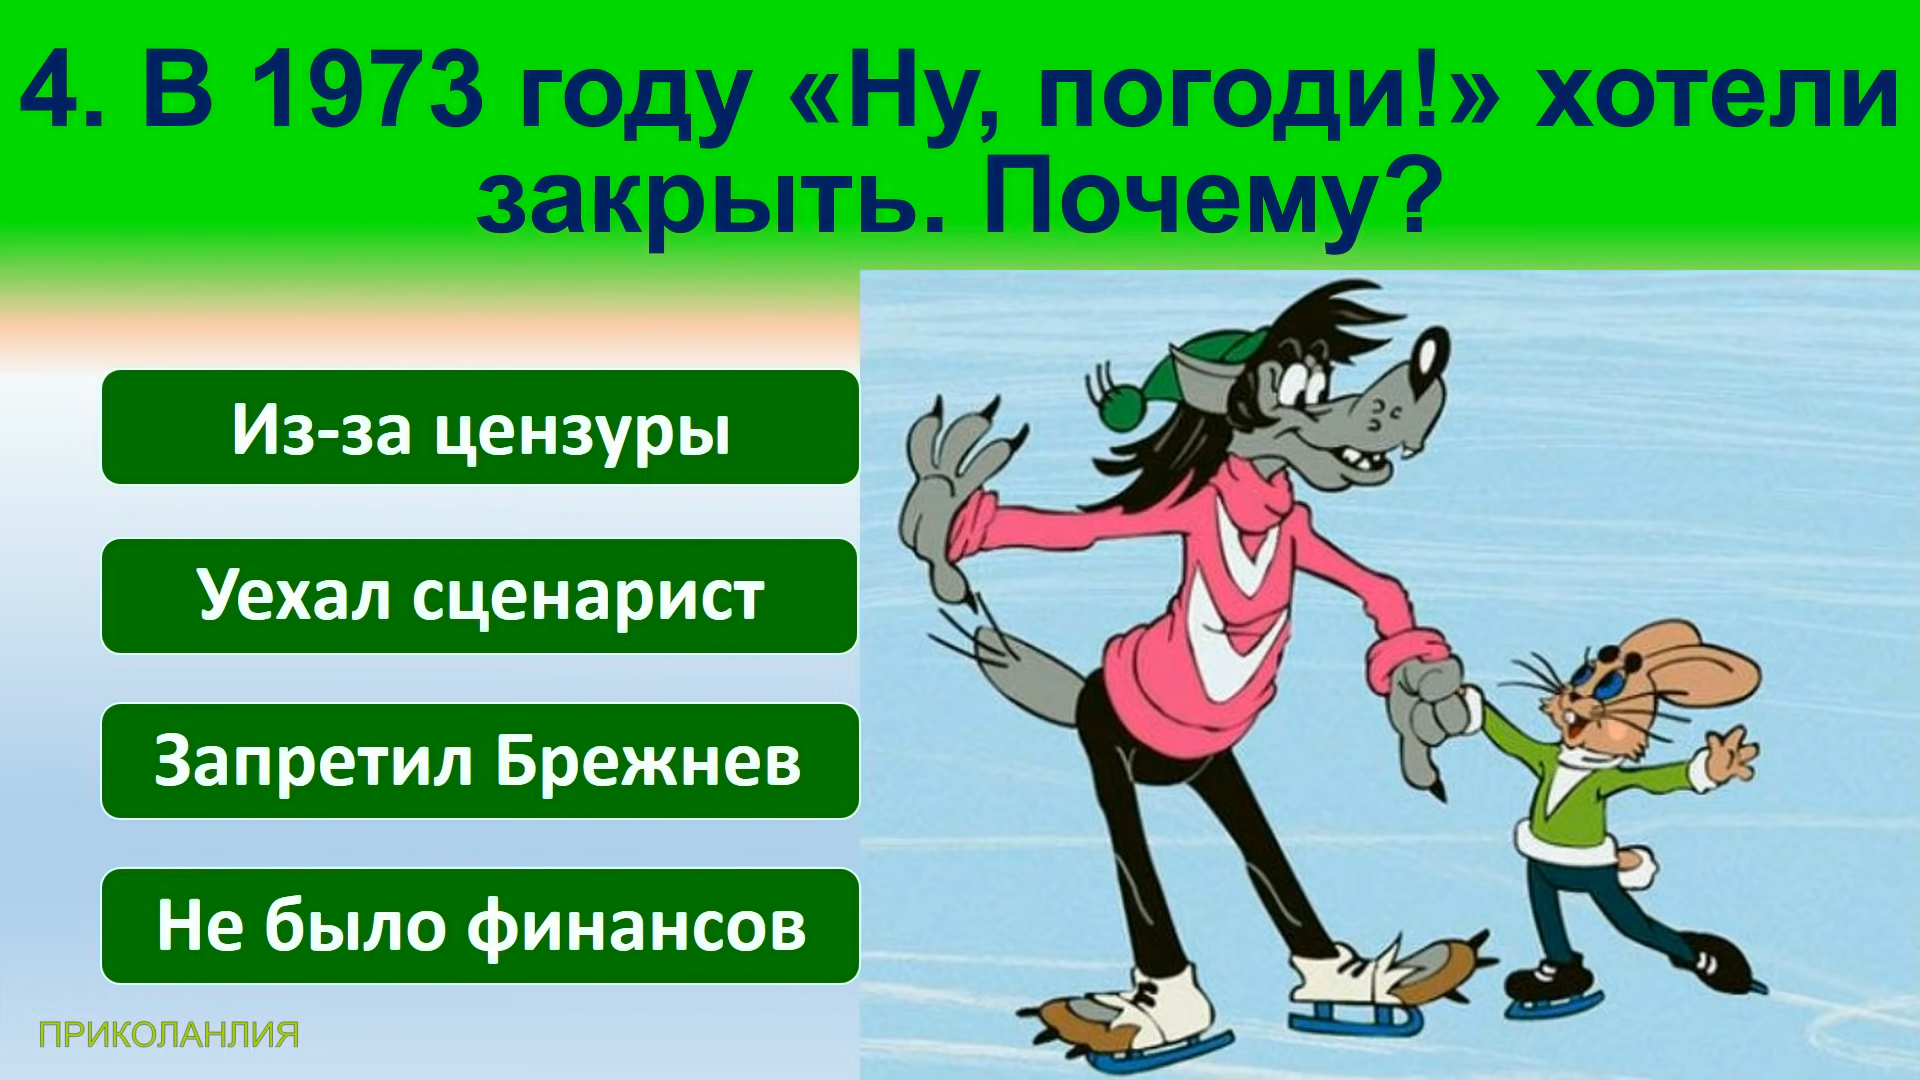 4. В 1973 году «Ну, погоди!» хотели
закрыть. Почему?
Из-за цензуры
Уехал сценарист
Запретил Брежнев
Не было финансов
ПРИКОЛАНЛИЯ